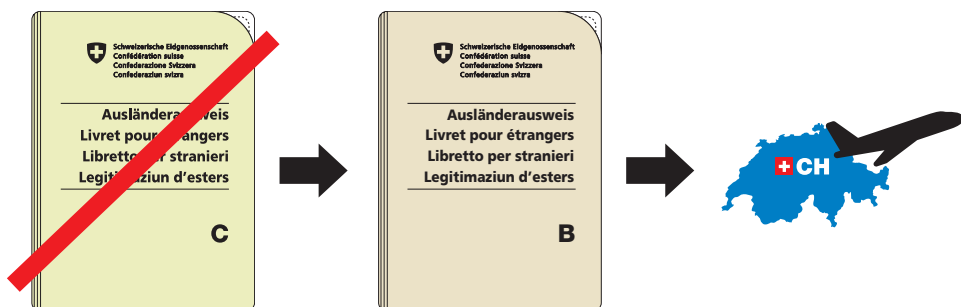 Schweizerische Eidgenossenschaft
Confédération suisse
Confederazione Svizzera
Confederaziun svizra
Ausländerausweis
Livret pour étrangers
Libretto per stranieri
Legitimaziun d'esters
C
Schweizerische Eidgenossenschaft
Confédération suisse
Confederazione Svizzera
Confederaziun svizra
Ausländerausweis
Livret pour étrangers
Libretto per stranieri
Legitimaziun d'esters
B
CH